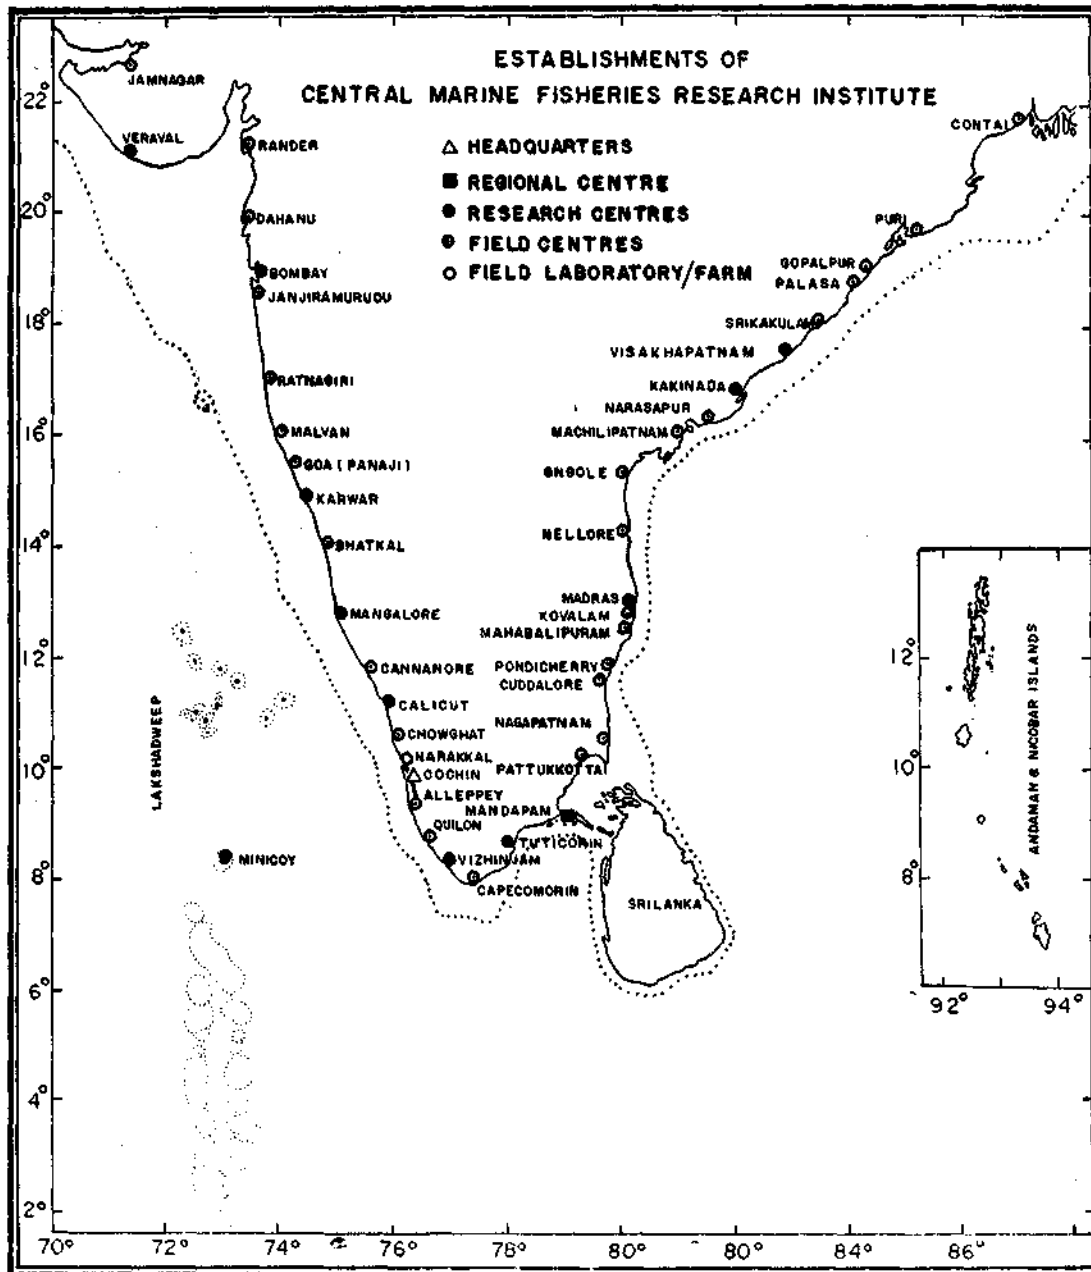 ESTABLISHMENTS OF
CENTRAL MARINE FISHERIES RESEARCH INSTITUTE
HEADQUARTERS
REGIONAL CENTRE
RESEARCH CENTRES
FIELD CENTRES
FIELD LABORATORY/FARM
JAMNAGAR
VERAVAL
RANDER
DAHANU
BOMBAY
JANJIRAMURUDU
RATNAGIRI
MALVAN
GOA (PANAJI)
KARWAR
BHATKAL
MANGALORE
CANNANORE
CALICUT
CHOWGHAT
NARAKKAL
COCHIN
ALLEPPEY
QUILON
VIZHINJAM
CAPECOMORIN
TUTICORIN
MANDAPAM
PATTUKKOTTAI
NAGAPATNAM
CUDDALORE
PONDICHERRY
MAHABALIPURAM
KOVALAM
MADRAS
NELLORE
ONGOLE
MACHILIPATNAM
NARASAPUR
KAKINADA
VISAKHAPATNAM
SRIKAKULAM
PALASA
GOPALPUR
PURI
CONTAI
LAKSHADWEEP
MINICOY
SRILANKA
ANDAMAN & NICOBAR ISLANDS
22°
20°
18°
16°
14°
12°
10°
8°
6°
4°
2°
70°
72°
74°
76°
78°
80°
80°
84°
86°
12°
10°
8°
92°
94°